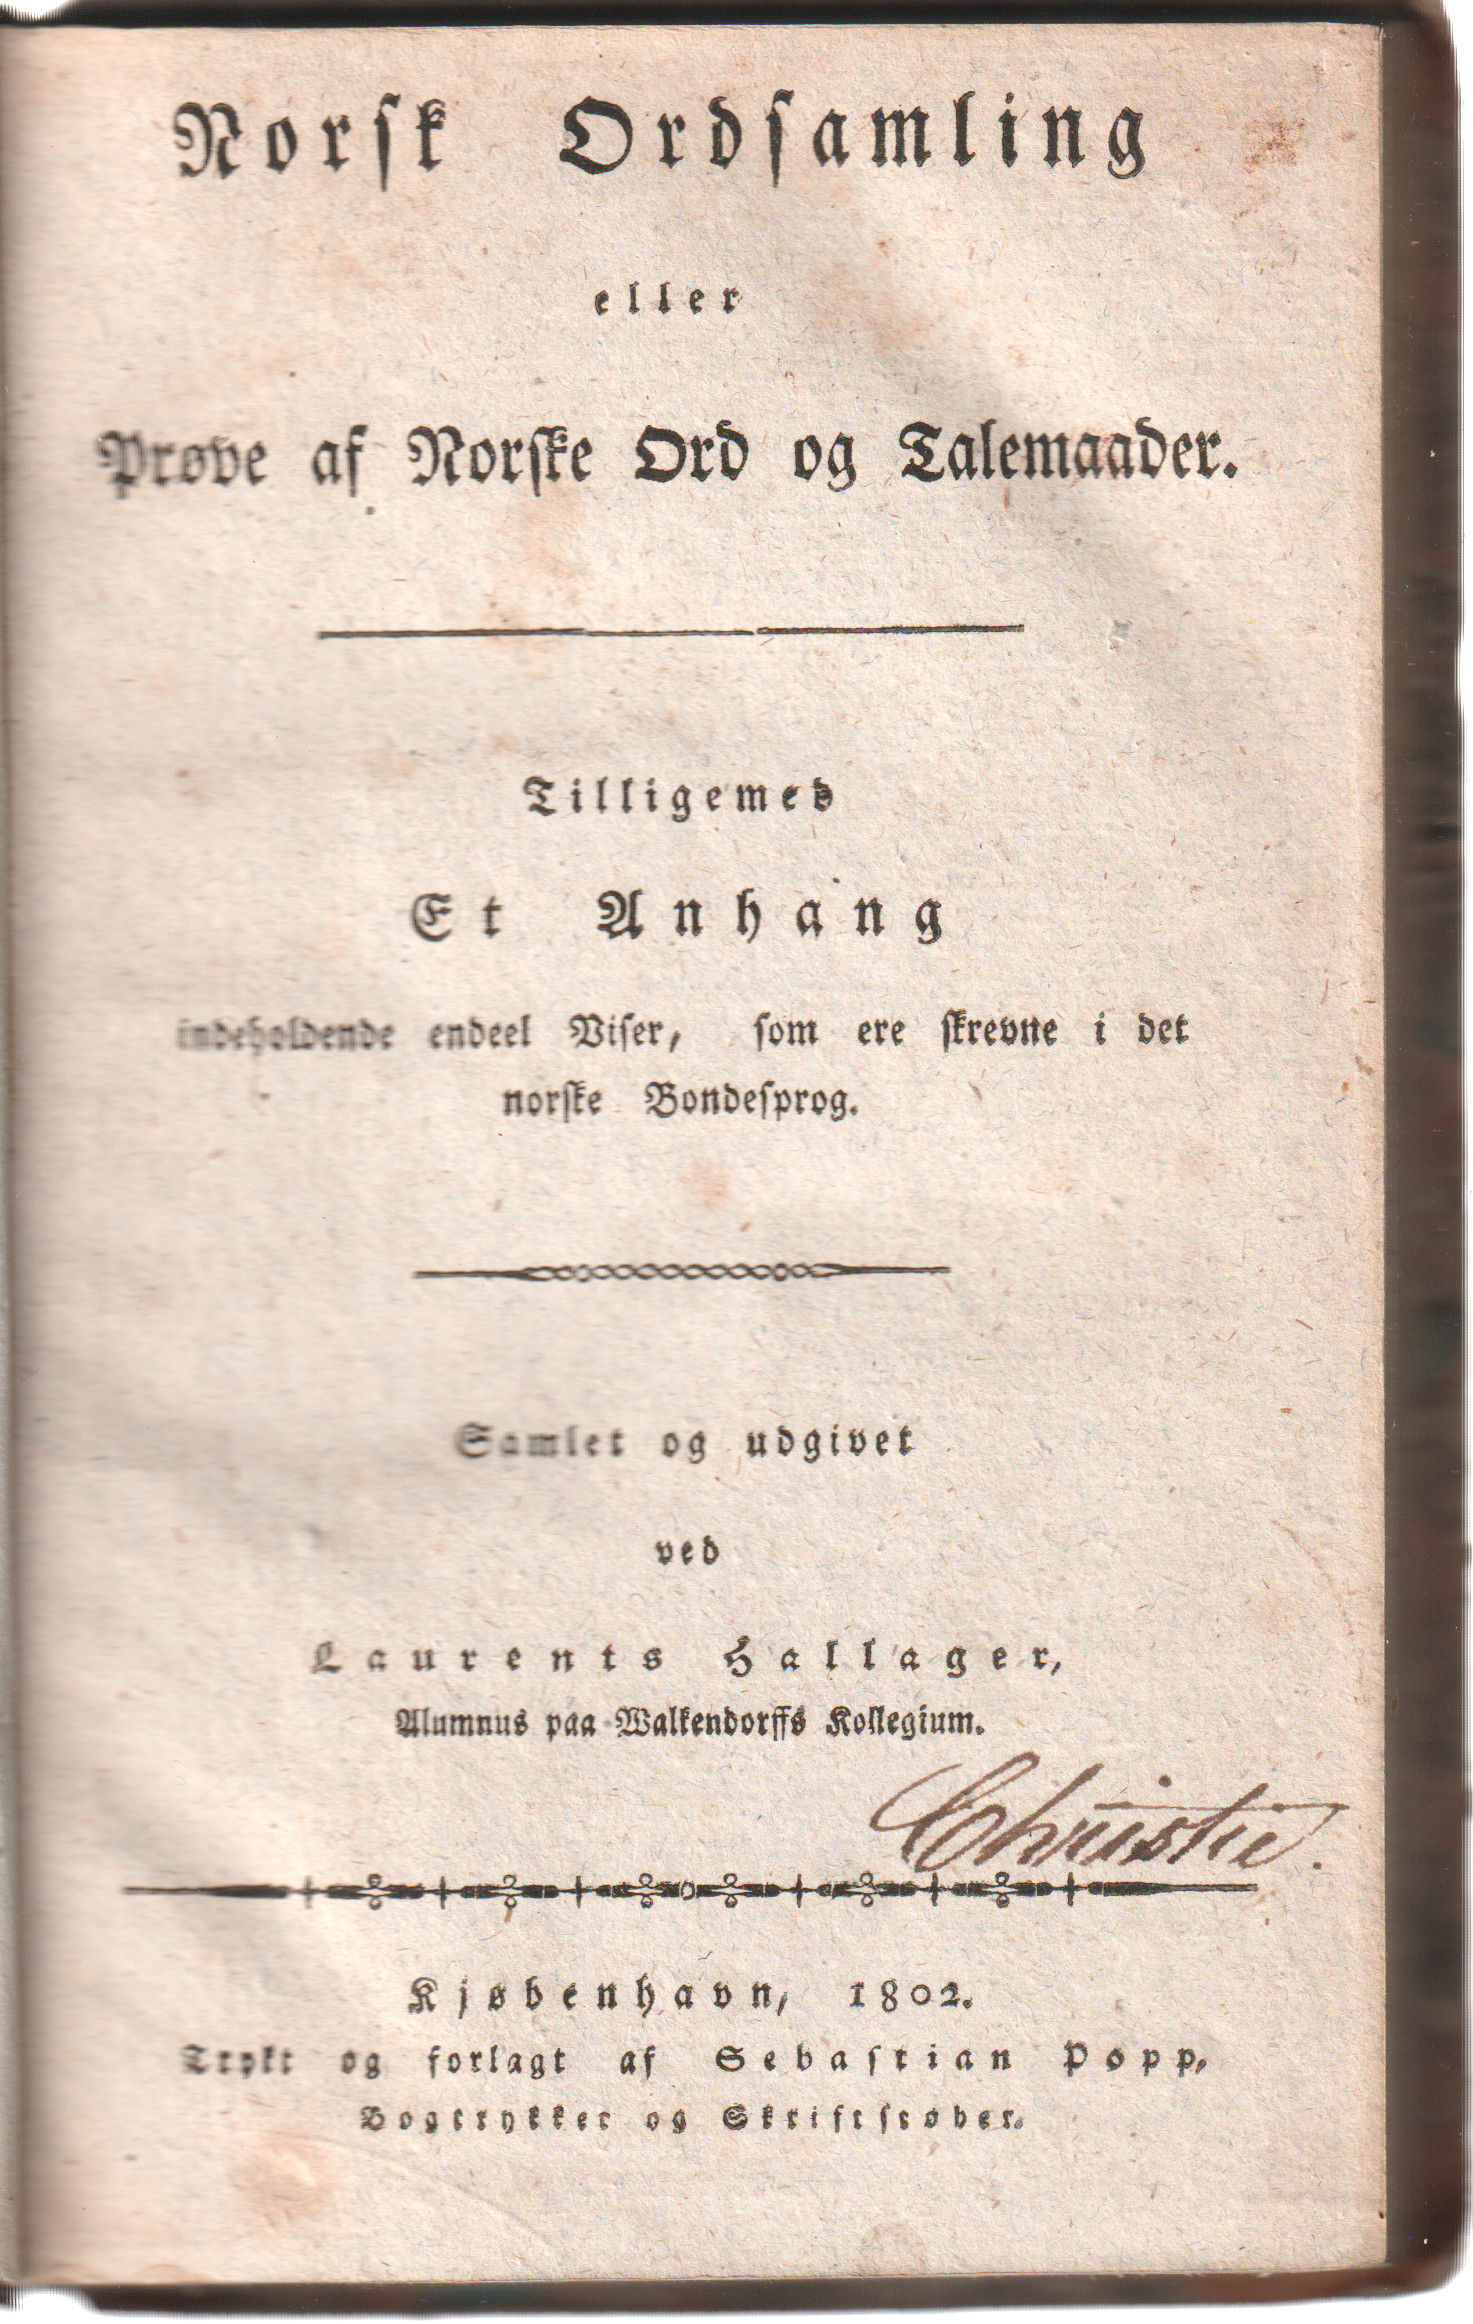 Norsk Ordsamling
eller
Prøve af Norske Ord og Talemaader.
Tilligemed
Et Anhang
indeholdende endeel Viser, som ere skrevne i det
norske Bondesprog.
Samlet og udgivet
ved
Laurents Hallager,
Alumnus paa Walkendorffs Kollegium.
Christie.
Kjøbenhavn, 1802.
Trykt og forlagt af Sebastian Popp,
Bogtrykker og Skriftstøber.